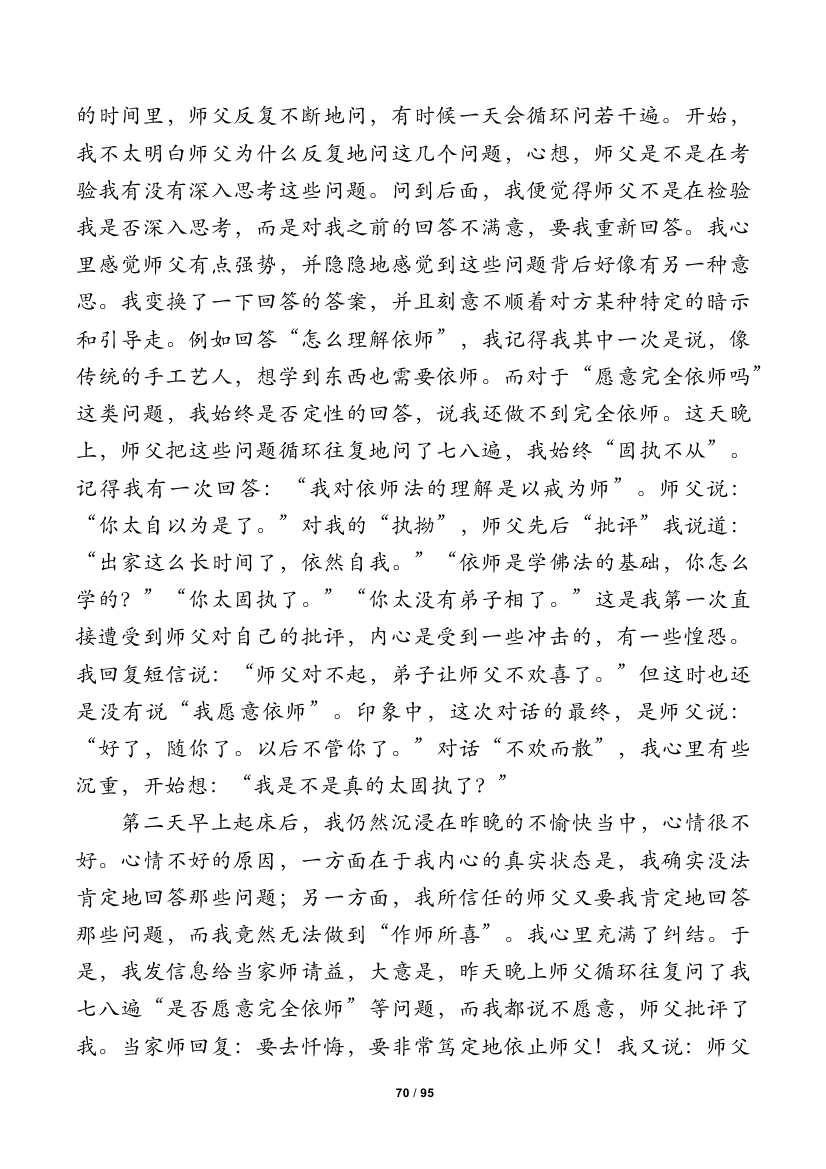 的时间里，师父反复不断地问，有时候一天会循环问若干遍。开始，
我不太明白师父为什么反复地问这几个问题，心想，师父是不是在考
验我有没有深入思考这些问题。问到后面，我便觉得师父不是在检验
我是否深入思考，而是对我之前的回答不满意，要我重新回答。我心
里感觉师父有点强势，并隐隐地感觉到这些问题背后好像有另一种意
思。我变换了一下回答的答案，并且刻意不顺着对方某种特定的暗示
和引导走。例如回答“怎么理解依师”，我记得我其中一次是说，像
传统的手工艺人，想学到东西也需要依师。而对于“愿意完全依师吗”
这类问题，我始终是否定性的回答，说我还做不到完全依师。这天晚
上，师父把这些问题循环往复地问了七八遍，我始终“固执不从”。
记得我有一次回答：“我对依师法的理解是以戒为师”。师父说：
“你太自以为是了。”对我的“执拗”，师父先后“批评”我说道：
“出家这么长时间了，依然自我。”“依师是学佛法的基础，你怎么
学的？”“你太固执了。”“你太没有弟子相了。”这是我第一次直
接遭受到师父对自己的批评，内心是受到一些冲击的，有一些惶恐。
我回复短信说：“师父对不起，弟子让师父不欢喜了。”但这时也还
是没有说“我愿意依师”。印象中，这次对话的最终，是师父说：
“好了，随你了。以后不管你了。”对话“不欢而散”，我心里有些
沉重，开始想：“我是不是真的太固执了？”
第二天早上起床后，我仍然沉浸在昨晚的不愉快当中，心情很不
好。心情不好的原因，一方面在于我内心的真实状态是，我确实没法
肯定地回答那些问题；另一方面，我所信任的师父又要我肯定地回答
那些问题，而我竟然无法做到“作师所喜”。我心里充满了纠结。于
是，我发信息给当家师请益，大意是，昨天晚上师父循环往复问了我
七八遍“是否愿意完全依师”等问题，而我都说不愿意，师父批评了
我。当家师回复：要去忏悔，要非常笃定地依止师父！我又说：师父
70 / 95